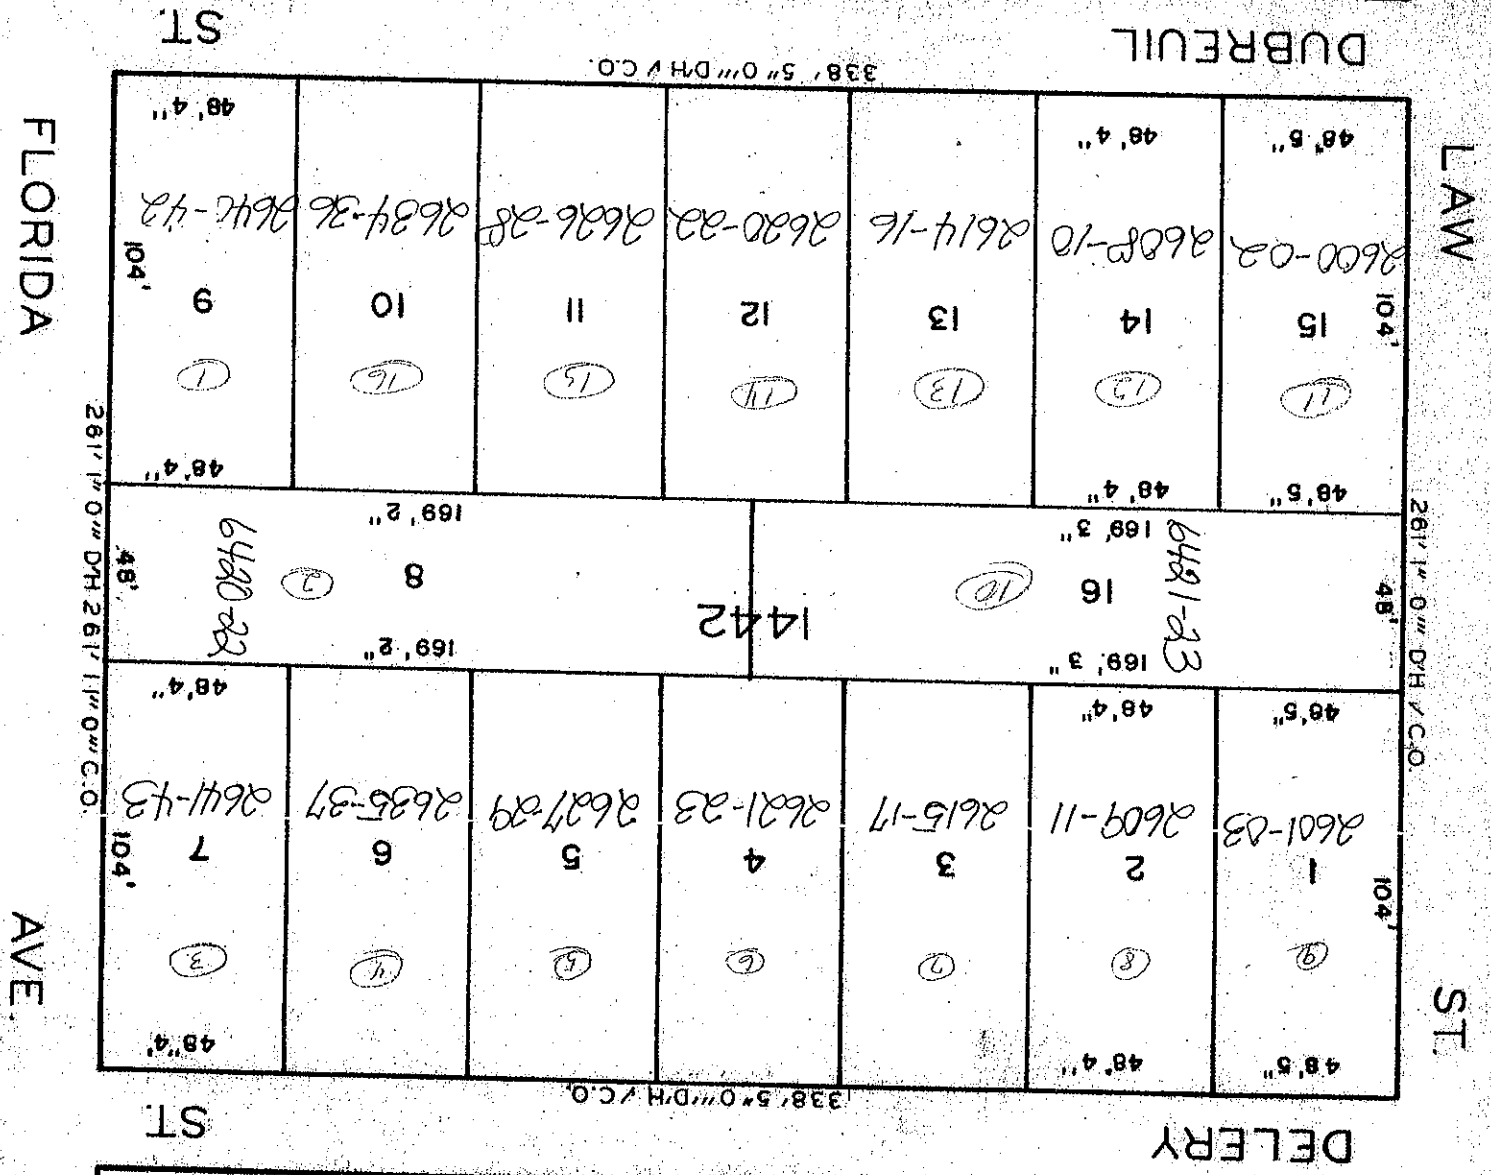 DELERY ST.
338' 5" 0''' D'H / C.O.
48' 5" 48' 4" 48' 4"
9 8 7 6 5 4 3
104' 1 2 3 4 5 6 7 104'
2601-03 2609-11 2615-17 2621-23 2627-29 2635-37 2641-43
48' 5" 48' 4" 48' 4"
169' 3" 169' 2"
48' 6421-23 16 10 1442 8 2 6420-22 48'
169' 3" 169' 2"
48' 5" 48' 4" 48' 4"
11 12 13 14 15 16 1
104' 15 14 13 12 11 10 9 104'
2600-02 2608-10 2614-16 2620-22 2626-28 2634-36 2640-42
48' 5" 48' 4" 48' 4"
338' 5" 0''' D'H / C.O.
DUBREUIL ST.
LAW ST.
261' 1" 0''' D'H / C.O.
FLORIDA AVE.
261' 1" 0''' D'H 261' 11" 0''' C.O.